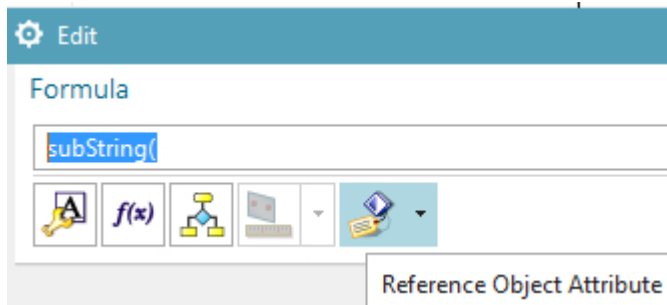 Edit
Formula
subString(
A f(x)
Reference Object Attribute